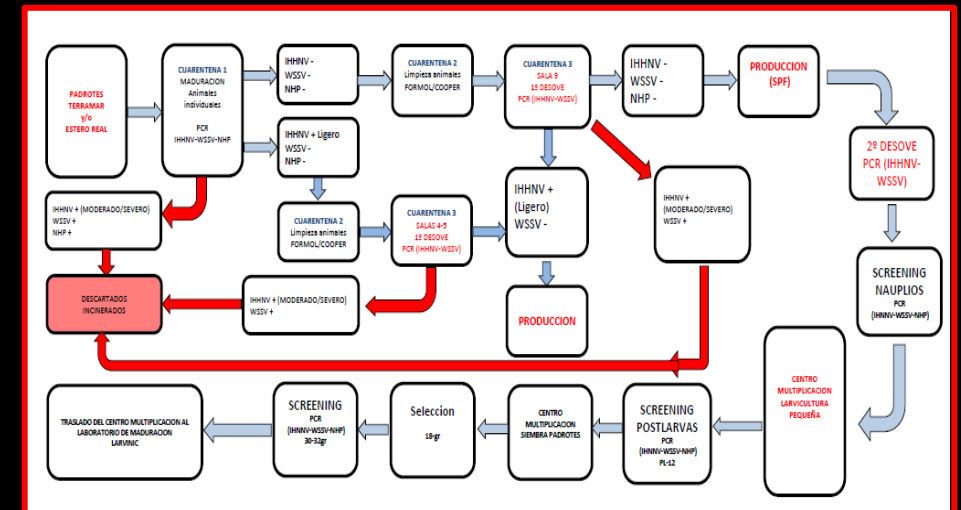 PADROTES
TERRAMAR
y/o
ESTERO REAL
CUARENTENA 1
MADURACION
Animales
individuales
PCR
IHHNV-WSSV-NHP
IHHNV -
WSSV -
NHP -
CUARENTENA 2
Limpieza animales
FORMOL/COOPER
CUARENTENA 3
SALA 9
1º DESOVE
PCR (IHHNV-WSSV)
IHHNV -
WSSV -
NHP -
PRODUCCION
(SPF)
2º DESOVE
PCR (IHHNV-
WSSV)
IHHNV + Ligero
WSSV -
NHP -
IHHNV + (MODERADO/SEVERO)
WSSV +
NHP +
CUARENTENA 2
Limpieza animales
FORMOL/COOPER
CUARENTENA 3
SALAS 4-5
1º DESOVE
PCR (IHHNV-WSSV)
IHHNV +
(Ligero)
WSSV -
IHHNV +
(MODERADO/SEVERO)
WSSV +
DESCARTADOS
INCINERADOS
IHHNV + (MODERADO/SEVERO)
WSSV +
PRODUCCION
SCREENING
NAUPLIOS
PCR
(IHNNV-WSSV-NHP)
CENTRO
MULTIPLICACION
LARVICULTURA
PEQUEÑA
SCREENING
POSTLARVAS
PCR
(IHNNV-WSSV-NHP)
PL-12
CENTRO
MULTIPLICACION
SIEMBRA PADROTES
Seleccion
18-gr
SCREENING
PCR
(IHNNV-WSSV-NHP)
30-32gr
TRASLADO DEL CENTRO MULTIPLICACION AL
LABORATORIO DE MADURACION
LARVINIC